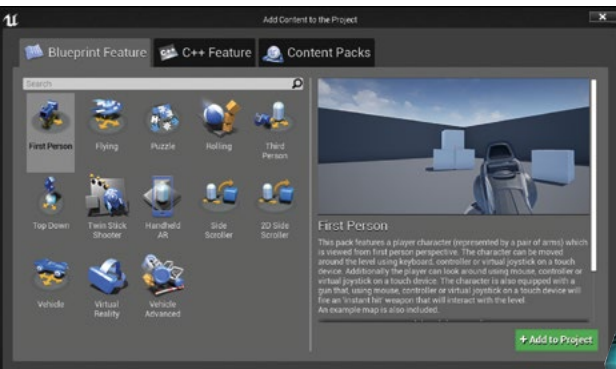 Add Content to the Project
Blueprint Feature
C++ Feature
Content Packs
Search
First Person
Flying
Puzzle
Rolling
Third
Person
Top Down
Twin Stick
Shooter
Handheld
AR
Side
Scroller
2D Side
Scroller
Vehicle
Virtual
Reality
Vehicle
Advanced
First Person
This pack features a player character (represented by a pair of arms) which
is viewed from first person perspective. The character can be moved
around the level using keyboard, controller or virtual joystick on a touch
device. Additionally the player can look around using mouse, controller or
virtual joystick on a touch device. The character is also equipped with a
gun that, using mouse, controller or virtual joystick on a touch device will
fire an 'instant hit' weapon that will interact with the level
An example map is also included.
+ Add to Project